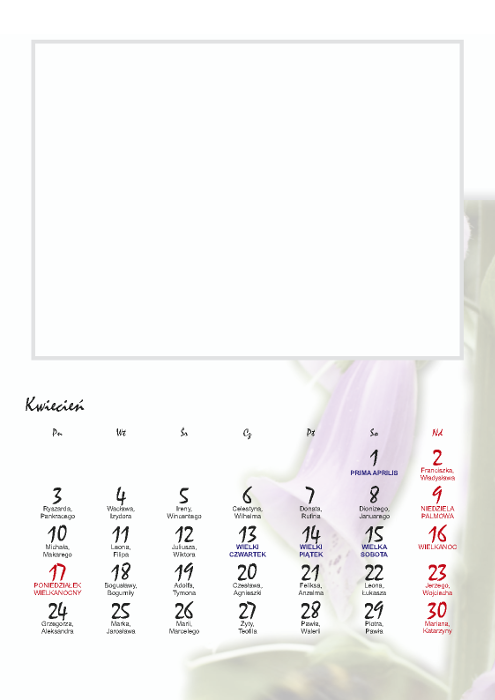 Kwiecień
Pn Wt Śr Cz Pt So Nd
1 2
PRIMA APRILIS Franciszka,
Władysława
3 4 5 6 7 8 9
Ryszarda, Wacława, Ireny, Celestyna, Donata, Dionizego, NIEDZIELA
Pankracego Izydora Wincentego Wilhelma Rufina Januarego PALMOWA
10 11 12 13 14 15 16
Michała, Leona, Juliusza, WIELKI WIELKI WIELKA WIELKANOC
Makarego Filipa Wiktora CZWARTEK PIĄTEK SOBOTA
17 18 19 20 21 22 23
PONIEDZIAŁEK Bogusławy, Adolfa, Czesława, Feliksa, Leona, Jerzego,
WIELKANOCNY Bogumiły Tymona Agnieszki Anzelma Łukasza Wojciecha
24 25 26 27 28 29 30
Grzegorza, Marka, Marii, Zyty, Pawła, Piotra, Mariana,
Aleksandra Jarosława Marcelego Teofila Walerii Pawła Katarzyny